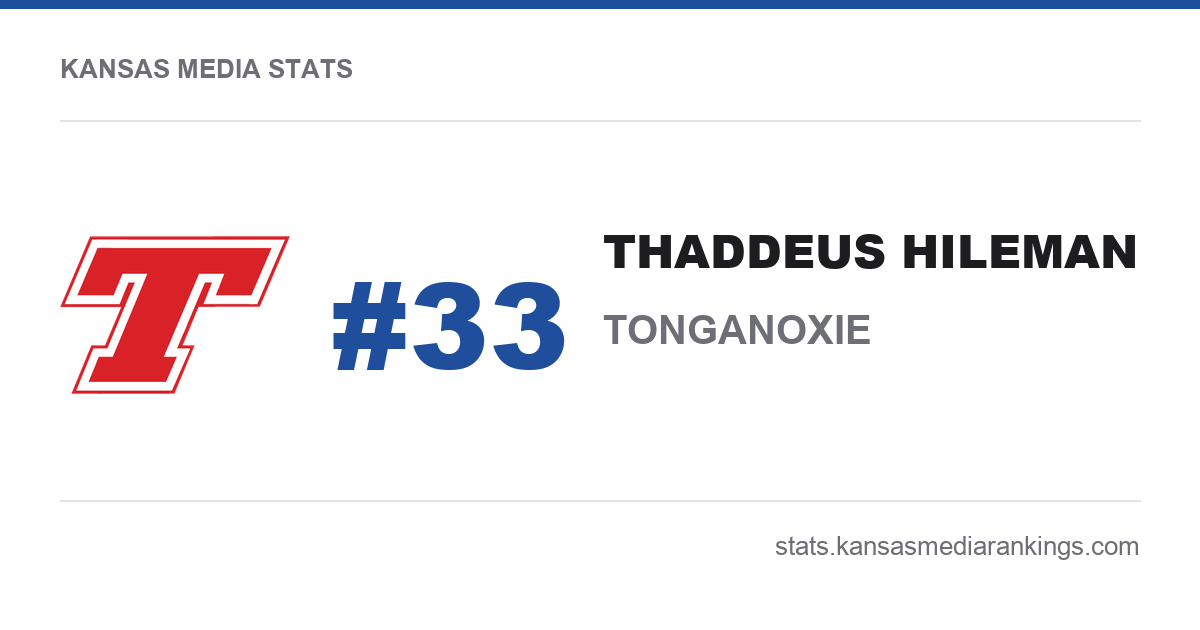 KANSAS MEDIA STATS
T
#33
THADDEUS HILEMAN
TONGANOXIE
stats.kansasmediarankings.com